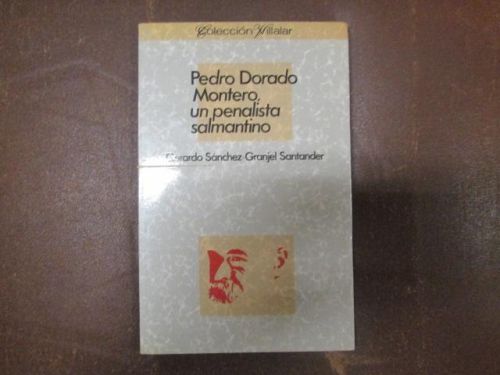 Colección Villalar
Pedro Dorado
Montero,
un penalista
salmantino
Gerardo Sánchez-Granjel Santander